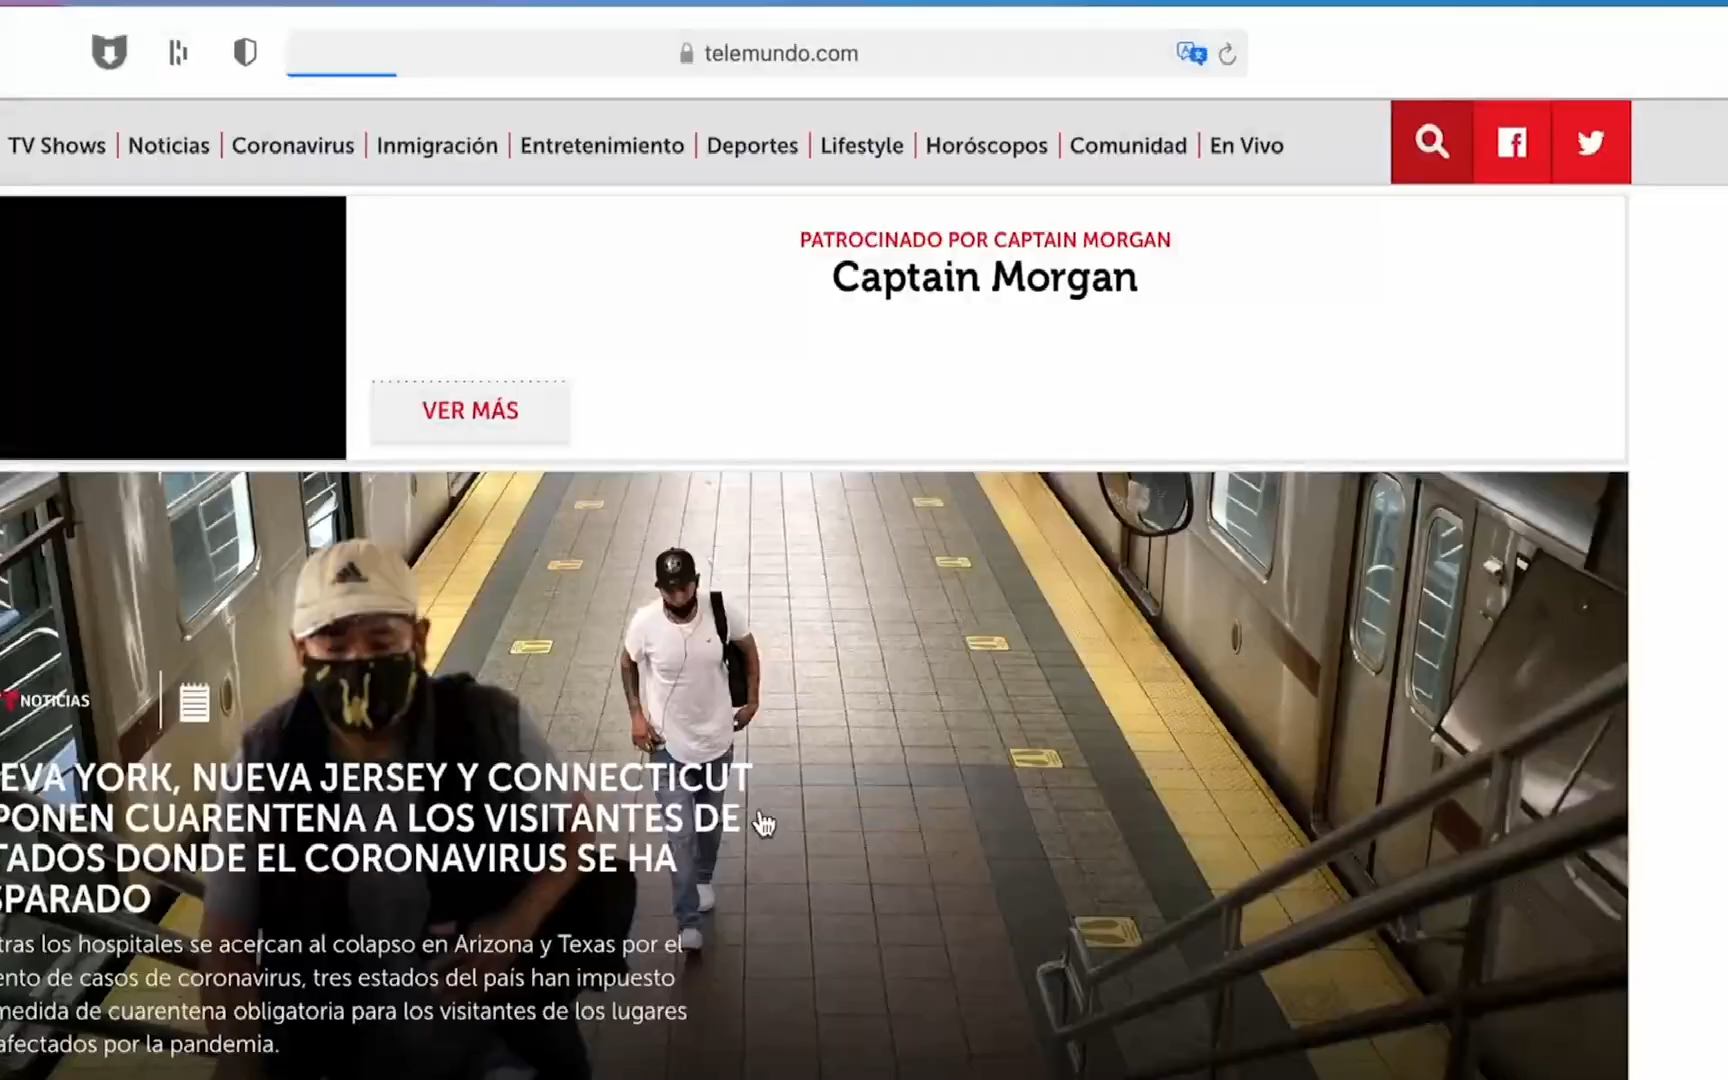 telemundo.com
TV Shows Noticias Coronavirus Inmigración Entretenimiento Deportes Lifestyle Horóscopos Comunidad En Vivo
PATROCINADO POR CAPTAIN MORGAN
Captain Morgan
VER MÁS
NOTICIAS
EVA YORK, NUEVA JERSEY Y CONNECTICUT
PONEN CUARENTENA A LOS VISITANTES DE
TADOS DONDE EL CORONAVIRUS SE HA
SPARADO
tras los hospitales se acercan al colapso en Arizona y Texas por el
ento de casos de coronavirus, tres estados del país han impuesto
medida de cuarentena obligatoria para los visitantes de los lugares
afectados por la pandemia.